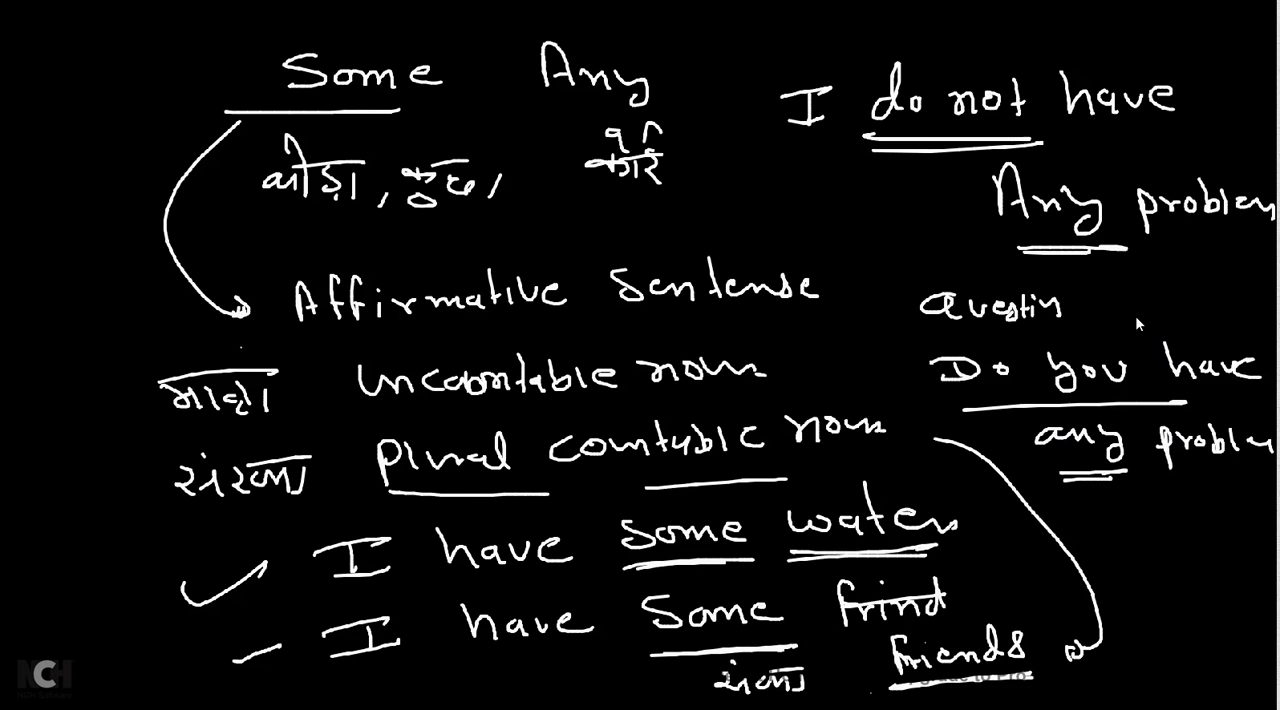 Some Any
थोड़ा, कुछ,
Affirmative Sentense
मात्रा uncountable noun
संख्या plural countable noun
I have some water
I have some frind
friends
संख्या
I do not have
Any problem
Do you have
any problem
NCH